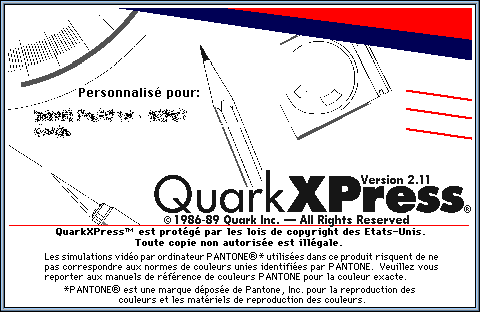 Personnalisé pour:
Version 2.11
QuarkXPress®
© 1986-89 Quark Inc. — All Rights Reserved
QuarkXPress™ est protégé par les lois de copyright des Etats-Unis.
Toute copie non autorisée est illégale.
Les simulations vidéo par ordinateur PANTONE®* utilisées dans ce produit risquent de ne
pas correspondre aux normes de couleurs unies identifiées par PANTONE. Veuillez vous
reporter aux manuels de référence de couleurs PANTONE pour la couleur exacte.
*PANTONE® est une marque déposée de Pantone, Inc. pour la reproduction des
couleurs et les matériels de reproduction des couleurs.